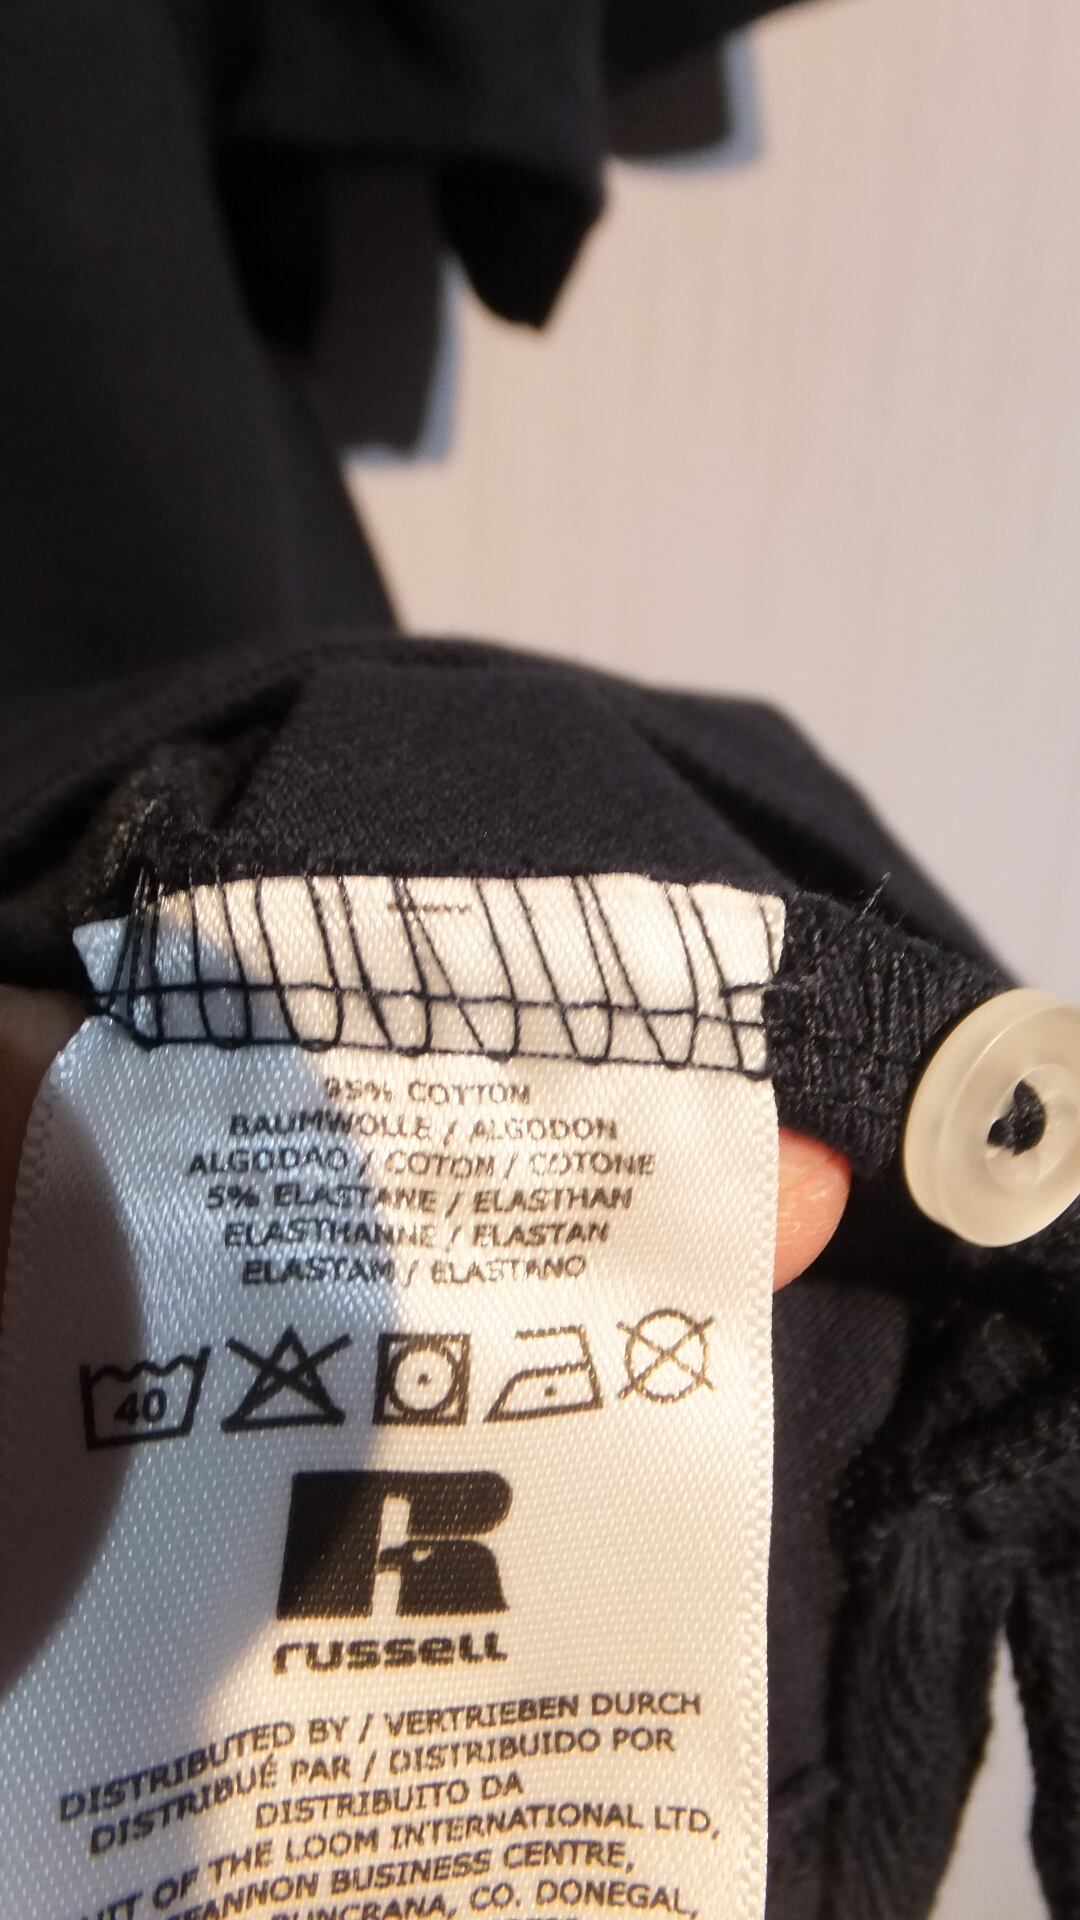 95% COTTON
BAUMWOLLE / ALGODON
ALGODAO / COTON / COTONE
5% ELASTANE / ELASTHAN
ELASTHANNE / ELASTAN
ELASTAM / ELASTANO
40
russell
DISTRIBUTED BY / VERTRIEBEN DURCH
DISTRIBUÉ PAR / DISTRIBUIDO POR
DISTRIBUITO DA
OF THE LOOM INTERNATIONAL LTD,
BUSINESS CENTRE,
CO. DONEGAL,